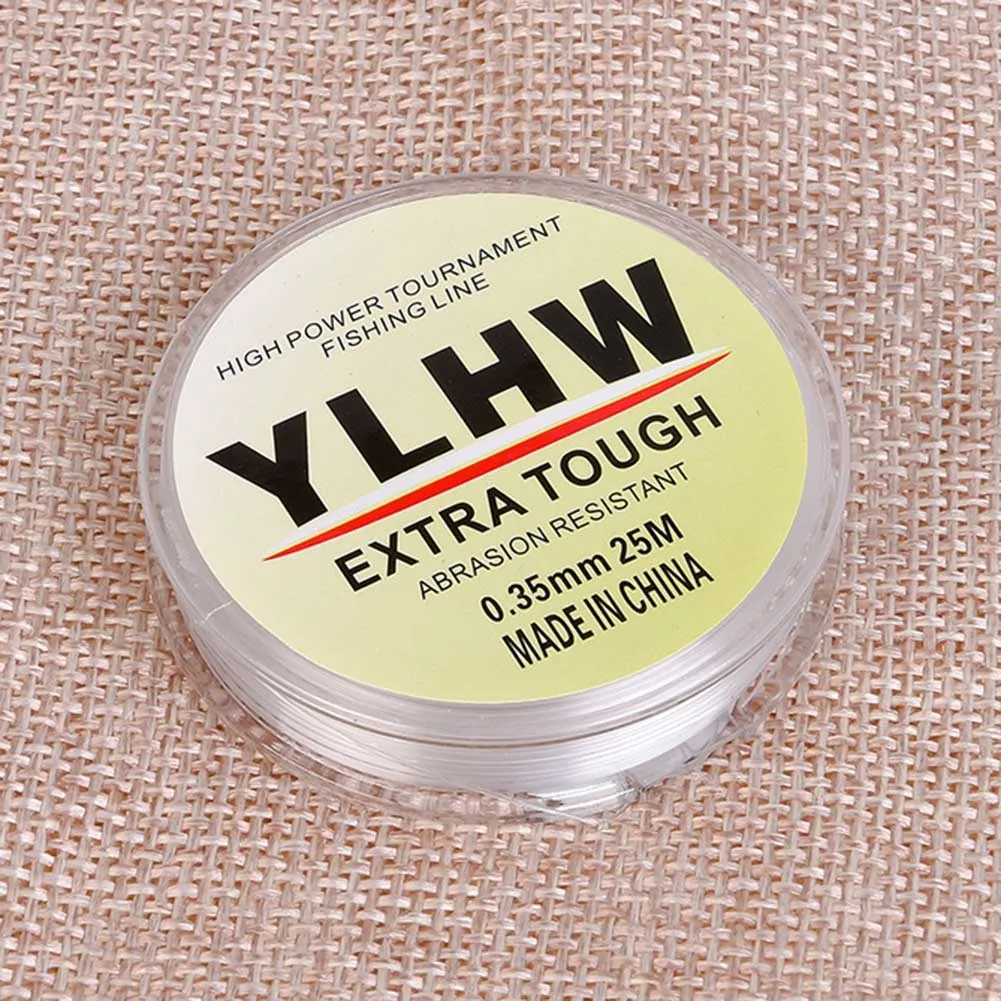 HIGH POWER TOURNAMENT
FISHING LINE
YLHW
EXTRA TOUGH
ABRASION RESISTANT
0.35mm 25M
MADE IN CHINA